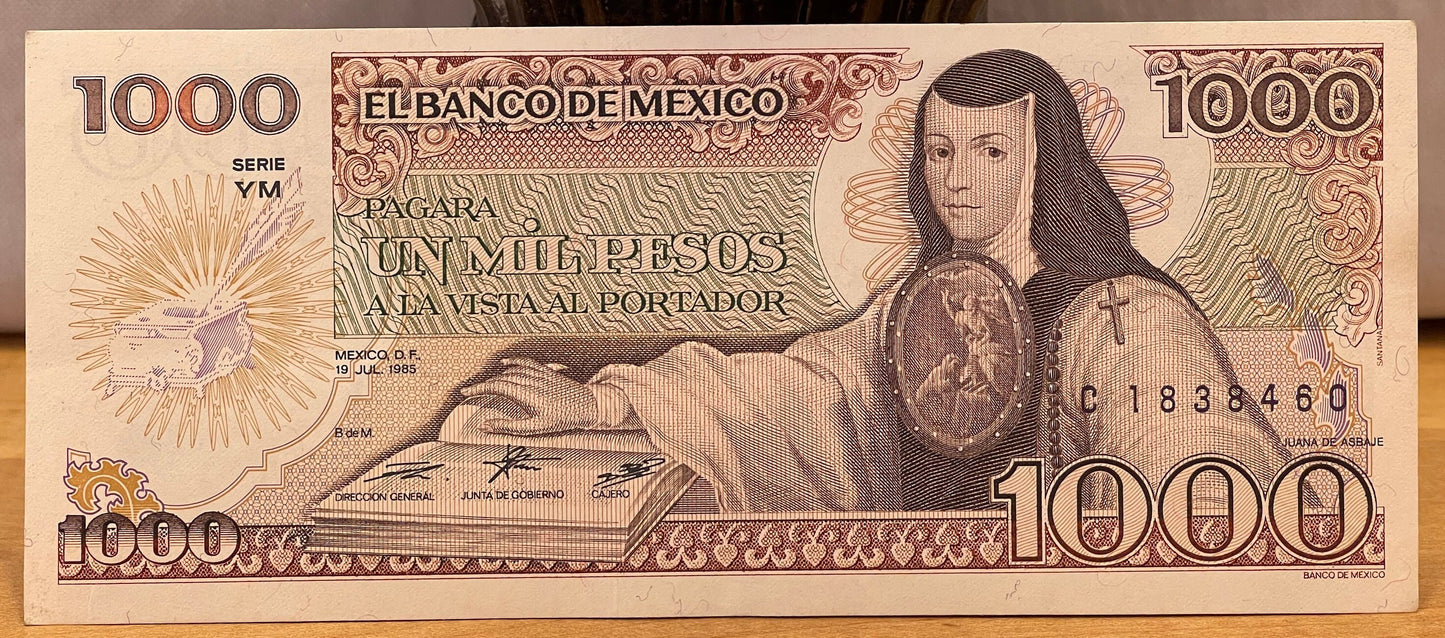 1000
EL BANCO DE MEXICO
1000
SERIE
YM
PAGARA
UN MIL PESOS
A LA VISTA AL PORTADOR
MEXICO, D. F.
19 JUL. 1985
SANTANA
C 1838460
B de M.
JUANA DE ASBAJE
DIRECCION GENERAL
JUNTA DE GOBIERNO
CAJERO
1000
1000
BANCO DE MEXICO